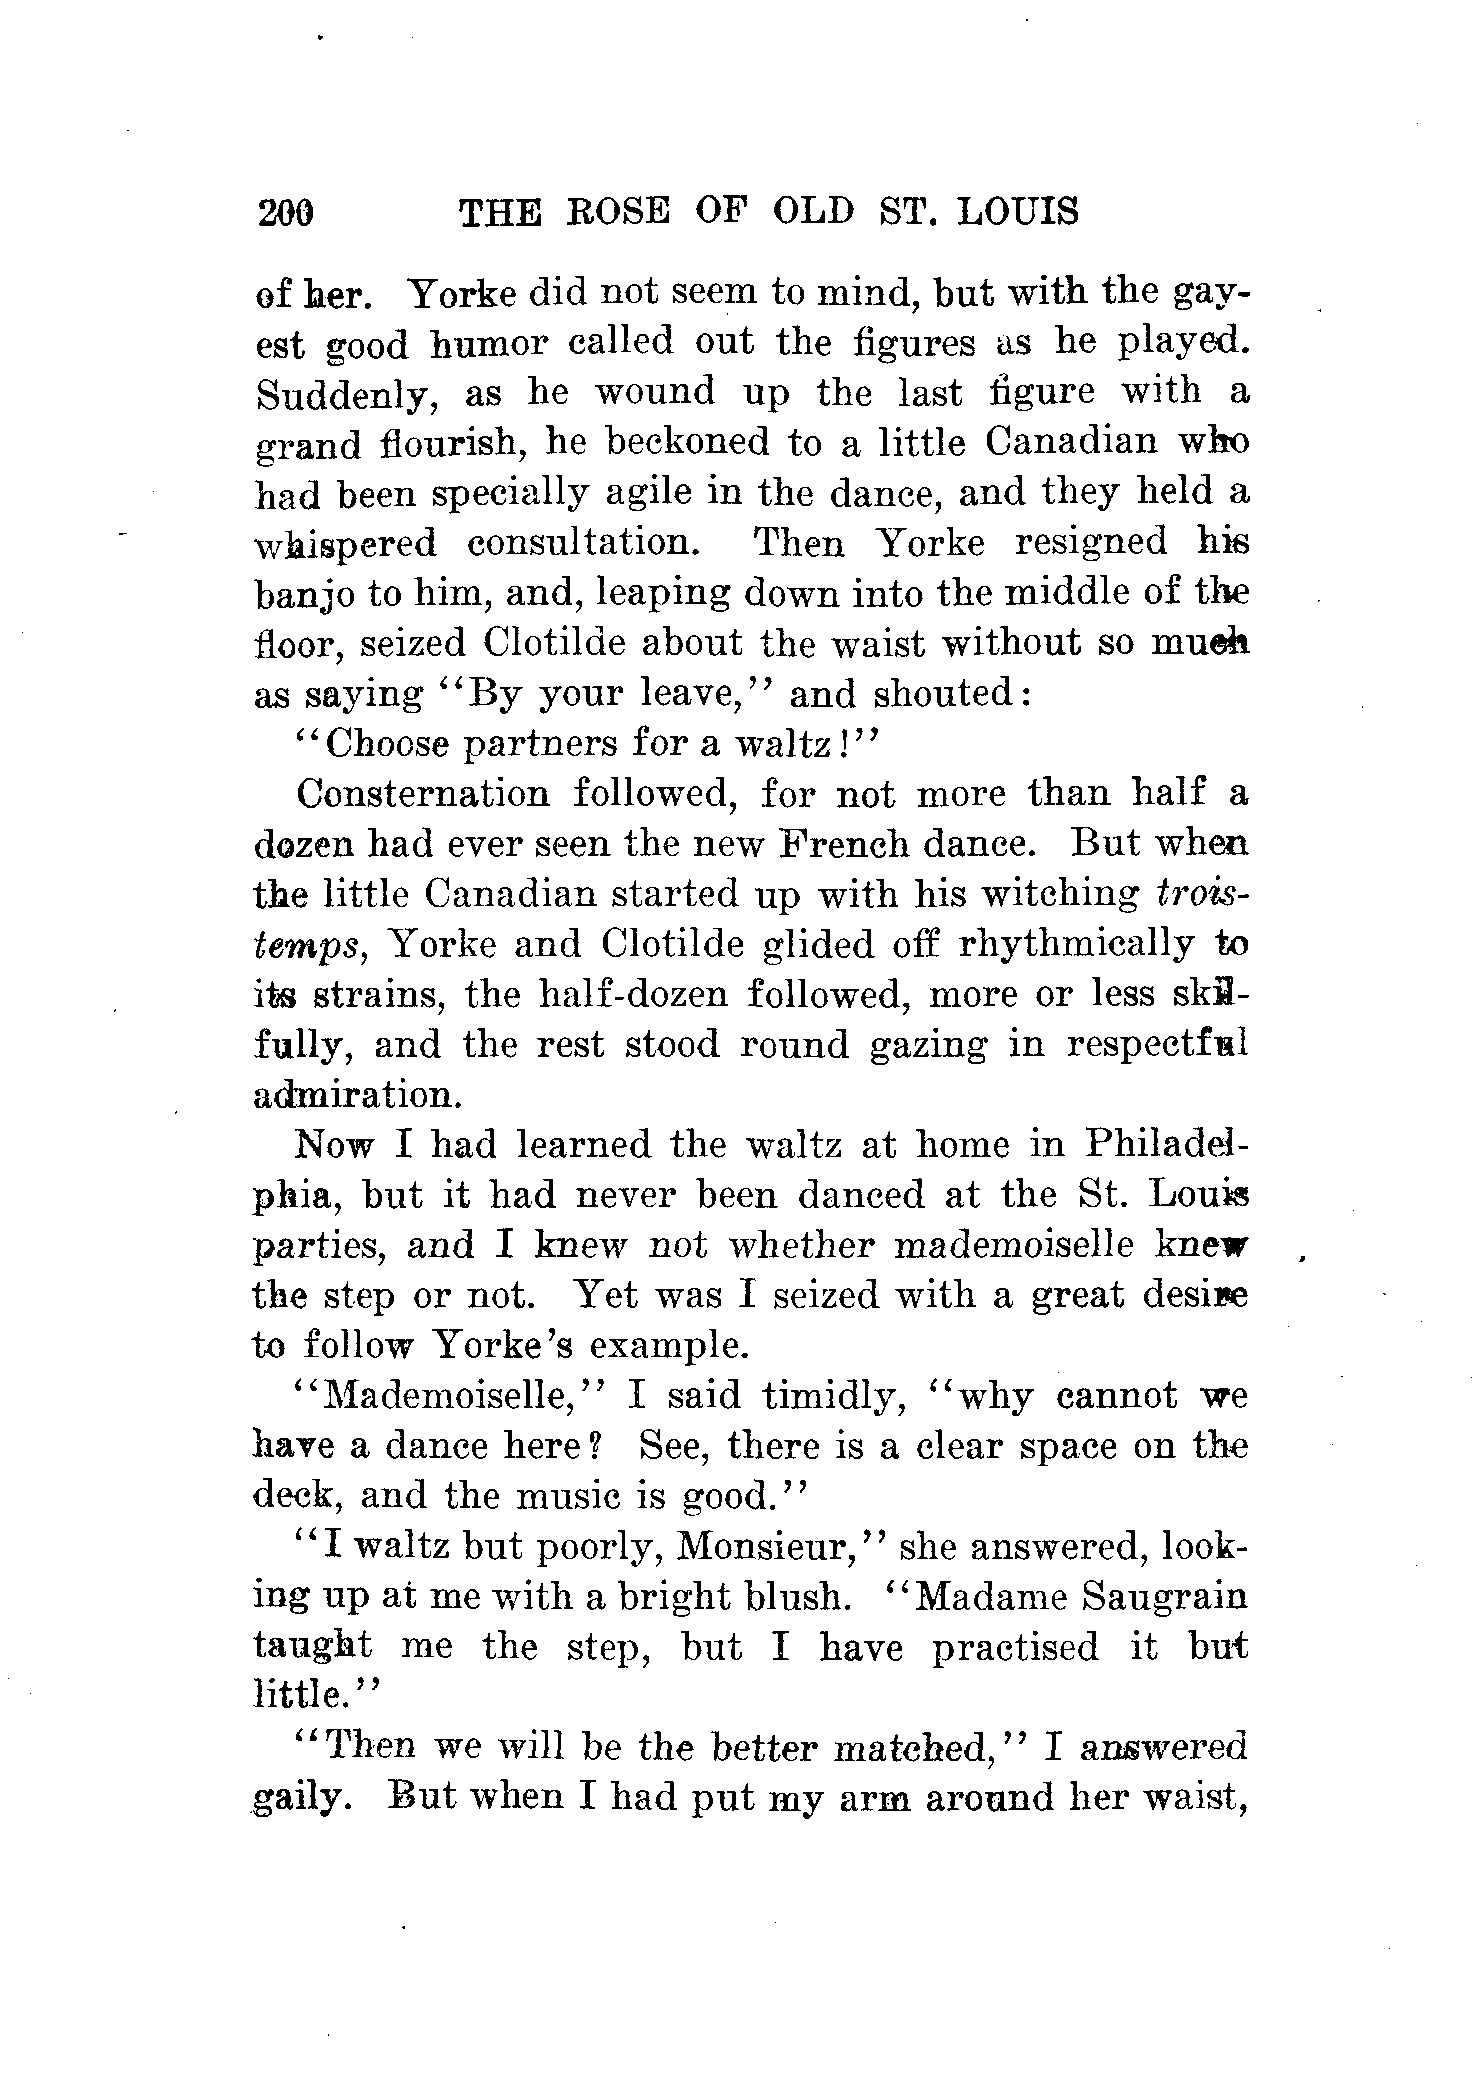 200 THE ROSE OF OLD ST. LOUIS
of her. Yorke did not seem to mind, but with the gay-
est good humor called out the figures as he played.
Suddenly, as he wound up the last figure with a
grand flourish, he beckoned to a little Canadian who
had been specially agile in the dance, and they held a
whispered consultation. Then Yorke resigned his
banjo to him, and, leaping down into the middle of the
floor, seized Clotilde about the waist without so much
as saying "By your leave," and shouted:
"Choose partners for a waltz!"
Consternation followed, for not more than half a
dozen had ever seen the new French dance. But when
the little Canadian started up with his witching trois-
temps, Yorke and Clotilde glided off rhythmically to
its strains, the half-dozen followed, more or less skil-
fully, and the rest stood round gazing in respectful
admiration.
Now I had learned the waltz at home in Philadel-
phia, but it had never been danced at the St. Louis
parties, and I knew not whether mademoiselle knew
the step or not. Yet was I seized with a great desire
to follow Yorke's example.
"Mademoiselle," I said timidly, "why cannot we
have a dance here? See, there is a clear space on the
deck, and the music is good."
"I waltz but poorly, Monsieur," she answered, look-
ing up at me with a bright blush. "Madame Saugrain
taught me the step, but I have practised it but
little."
"Then we will be the better matched," I answered
gaily. But when I had put my arm around her waist,